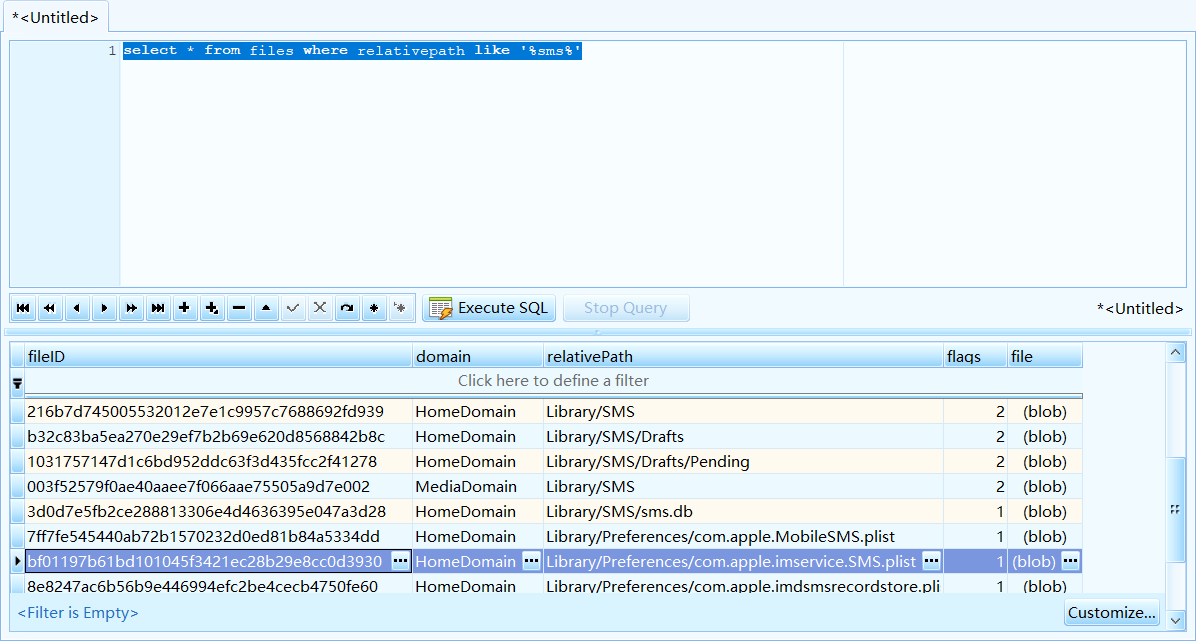 *<Untitled>
1 select * from files where relativepath like '%sms%'
Execute SQL Stop Query *<Untitled>
fileID domain relativePath flags file
Click here to define a filter
216b7d745005532012e7e1c9957c7688692fd939 HomeDomain Library/SMS 2 (blob)
b32c83ba5ea270e29ef7b2b69e620d8568842b8c HomeDomain Library/SMS/Drafts 2 (blob)
1031757147d1c6bd952ddc63f3d435fcc2f41278 HomeDomain Library/SMS/Drafts/Pending 2 (blob)
003f52579f0ae40aaee7f066aae75505a9d7e002 MediaDomain Library/SMS 2 (blob)
3d0d7e5fb2ce288813306e4d4636395e047a3d28 HomeDomain Library/SMS/sms.db 1 (blob)
7ff7fe545440ab72b1570232d0ed81b84a5334dd HomeDomain Library/Preferences/com.apple.MobileSMS.plist 1 (blob)
bf01197b61bd101045f3421ec28b29e8cc0d3930 ... HomeDomain ... Library/Preferences/com.apple.imservice.SMS.plist ... 1 (blob) ...
8e8247ac6b56b9e446994efc2be4cecb4750fe60 HomeDomain Library/Preferences/com.apple.imdsmsrecordstore.pli 1 (blob)
<Filter is Empty> Customize...